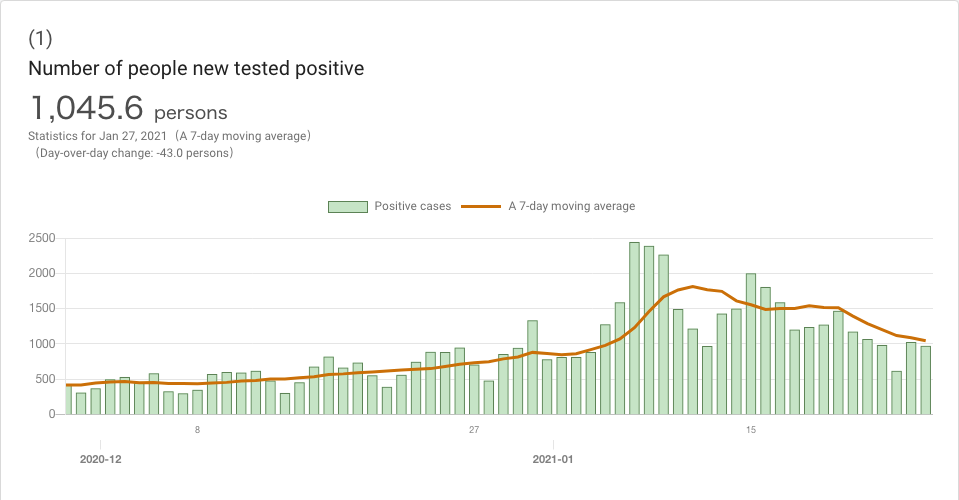 (1)
Number of people new tested positive
1,045.6 persons
Statistics for Jan 27, 2021（A 7-day moving average）
（Day-over-day change: -43.0 persons）
Positive cases A 7-day moving average
2500
2000
1500
1000
500
0
8 27 15
2020-12 2021-01